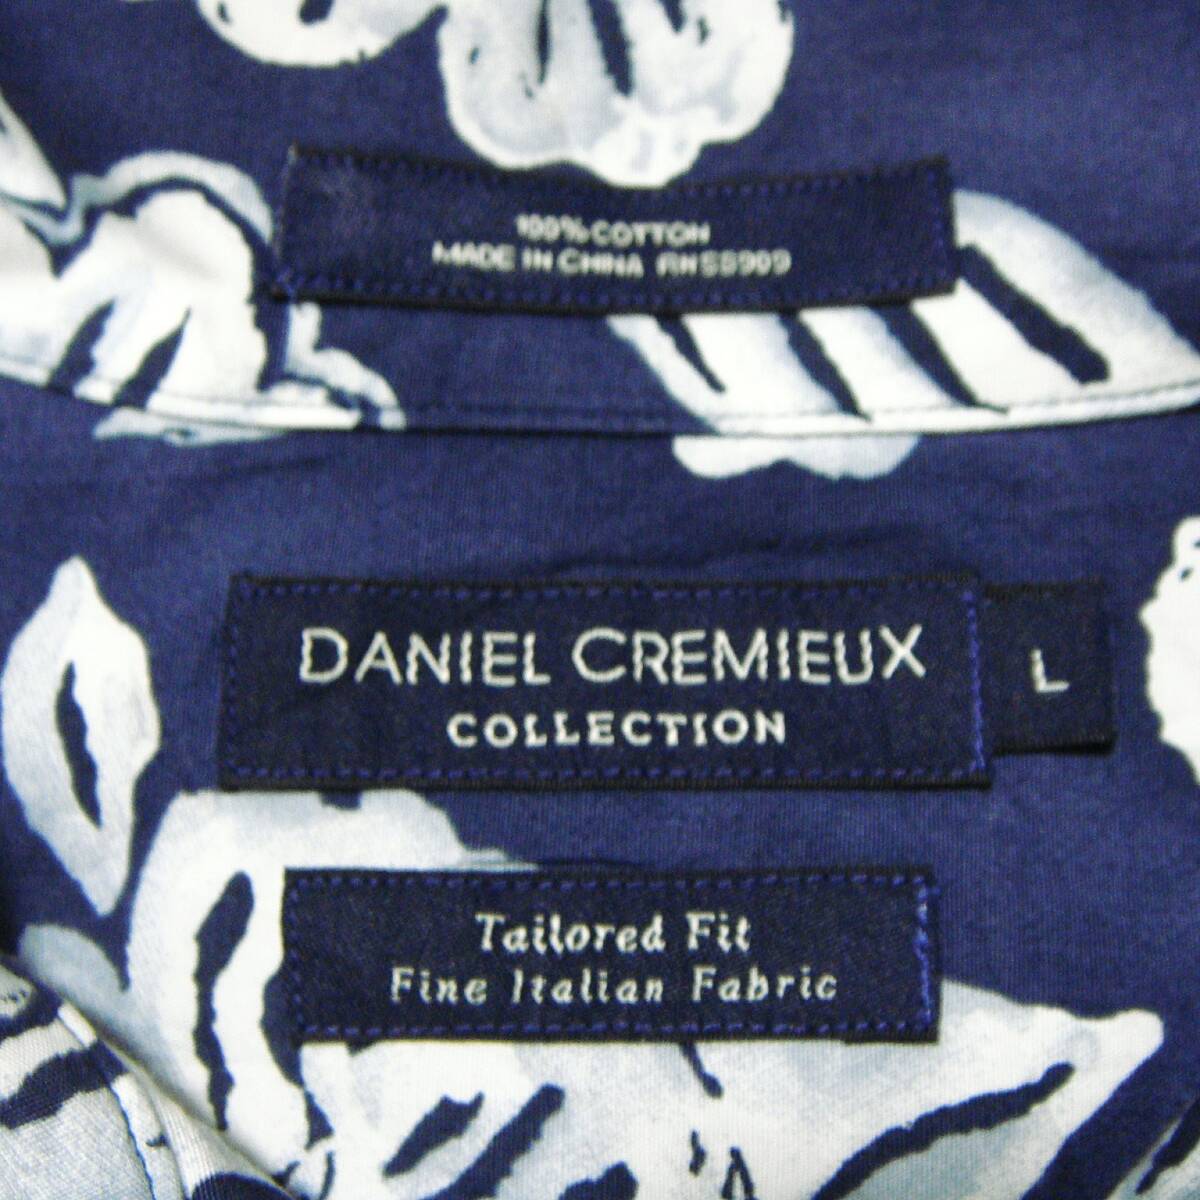 100% COTTON
MADE IN CHINA RN55909
DANIEL CREMIEUX
COLLECTION
L
Tailored Fit
Fine Italian Fabric